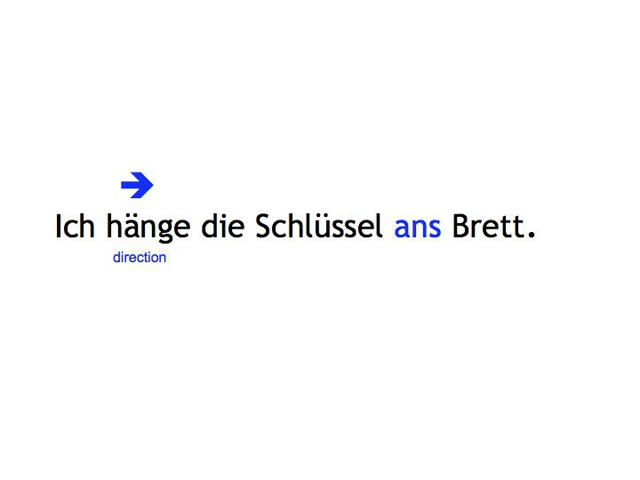 Ich hänge die Schlüssel ans Brett.
direction